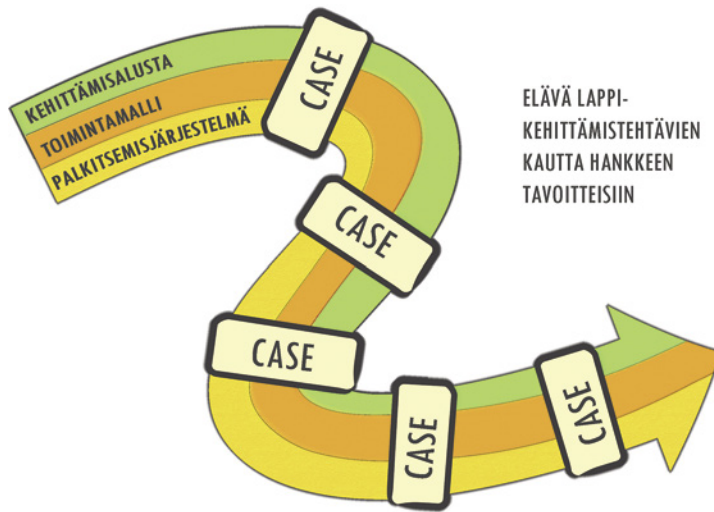 KEHITTÄMISALUSTA
TOIMINTAMALLI
PALKITSEMISJÄRJESTELMÄ
CASE
ELÄVÄ LAPPI-
KEHITTÄMISTEHTÄVIEN
KAUTTA HANKKEEN
TAVOITTEISIIN
CASE
CASE
CASE
CASE